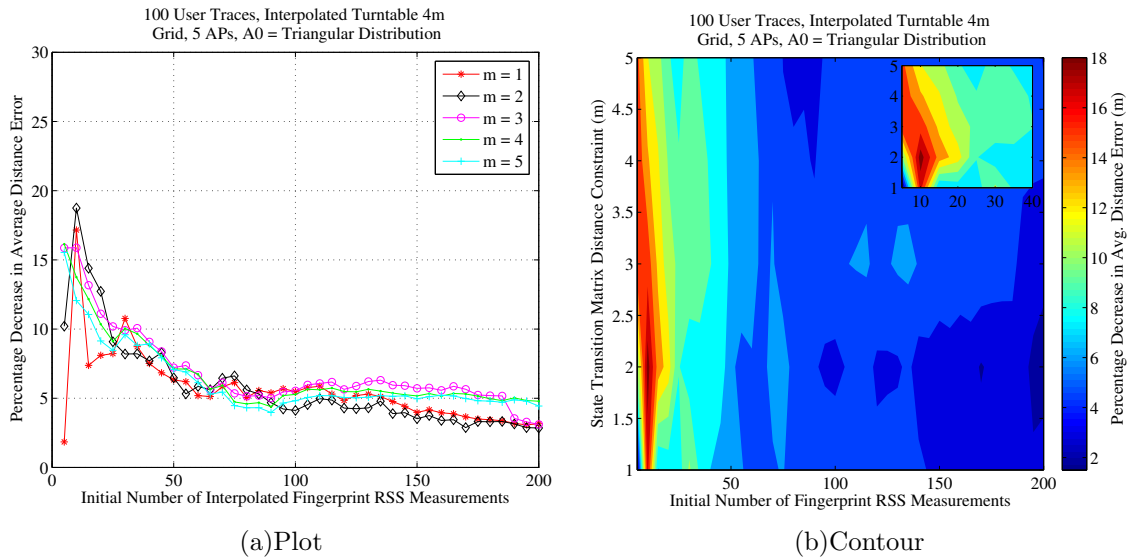 100 User Traces, Interpolated Turntable 4m
Grid, 5 APs, A0 = Triangular Distribution
30
25
20
15
10
5
0
Percentage Decrease in Average Distance Error
m = 1
m = 2
m = 3
m = 4
m = 5
0 50 100 150 200
Initial Number of Interpolated Fingerprint RSS Measurements
(a)Plot
100 User Traces, Interpolated Turntable 4m
Grid, 5 APs, A0 = Triangular Distribution
5
4.5
4
3.5
3
2.5
2
1.5
1
State Transition Matrix Distance Constraint (m)
5
4
3
2
1
10 20 30 40
50 100 150 200
Initial Number of Fingerprint RSS Measurements
18
16
14
12
10
8
6
4
2
Percentage Decrease in Avg. Distance Error (m)
(b)Contour